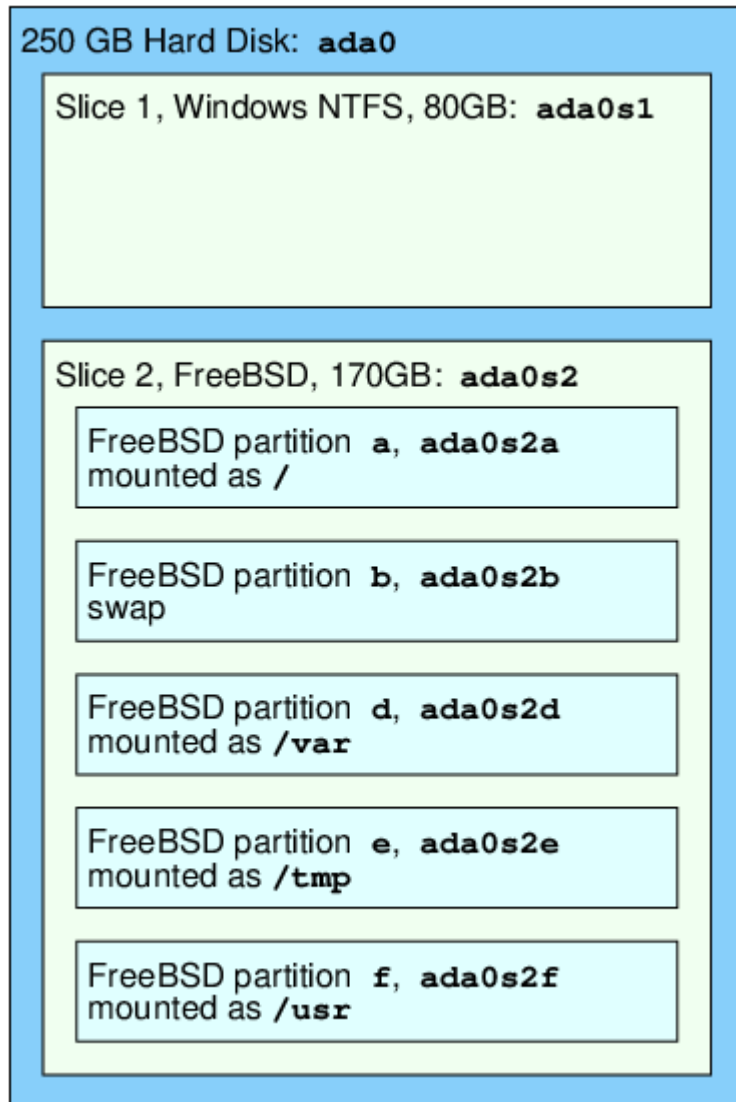 250 GB Hard Disk: ada0
Slice 1, Windows NTFS, 80GB: ada0s1
Slice 2, FreeBSD, 170GB: ada0s2
FreeBSD partition a, ada0s2a
mounted as /
FreeBSD partition b, ada0s2b
swap
FreeBSD partition d, ada0s2d
mounted as /var
FreeBSD partition e, ada0s2e
mounted as /tmp
FreeBSD partition f, ada0s2f
mounted as /usr